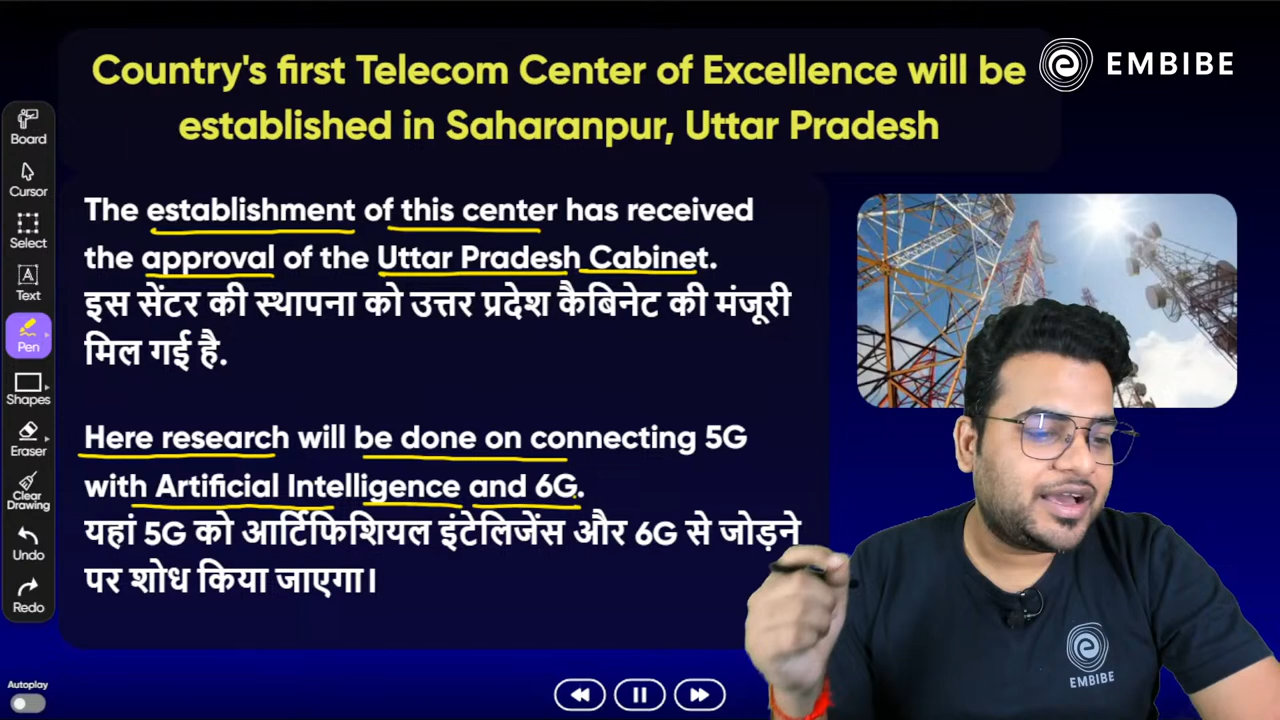 Country's first Telecom Center of Excellence will be
established in Saharanpur, Uttar Pradesh
EMBIBE
Board
Cursor
Select
Text
Pen
Shapes
Eraser
Clear
Drawing
Undo
Redo
The establishment of this center has received
the approval of the Uttar Pradesh Cabinet.
इस सेंटर की स्थापना को उत्तर प्रदेश कैबिनेट की मंजूरी
मिल गई है.
Here research will be done on connecting 5G
with Artificial Intelligence and 6G.
यहां 5G को आर्टिफिशियल इंटेलिजेंस और 6G से जोड़ने
पर शोध किया जाएगा।
EMBIBE
Autoplay